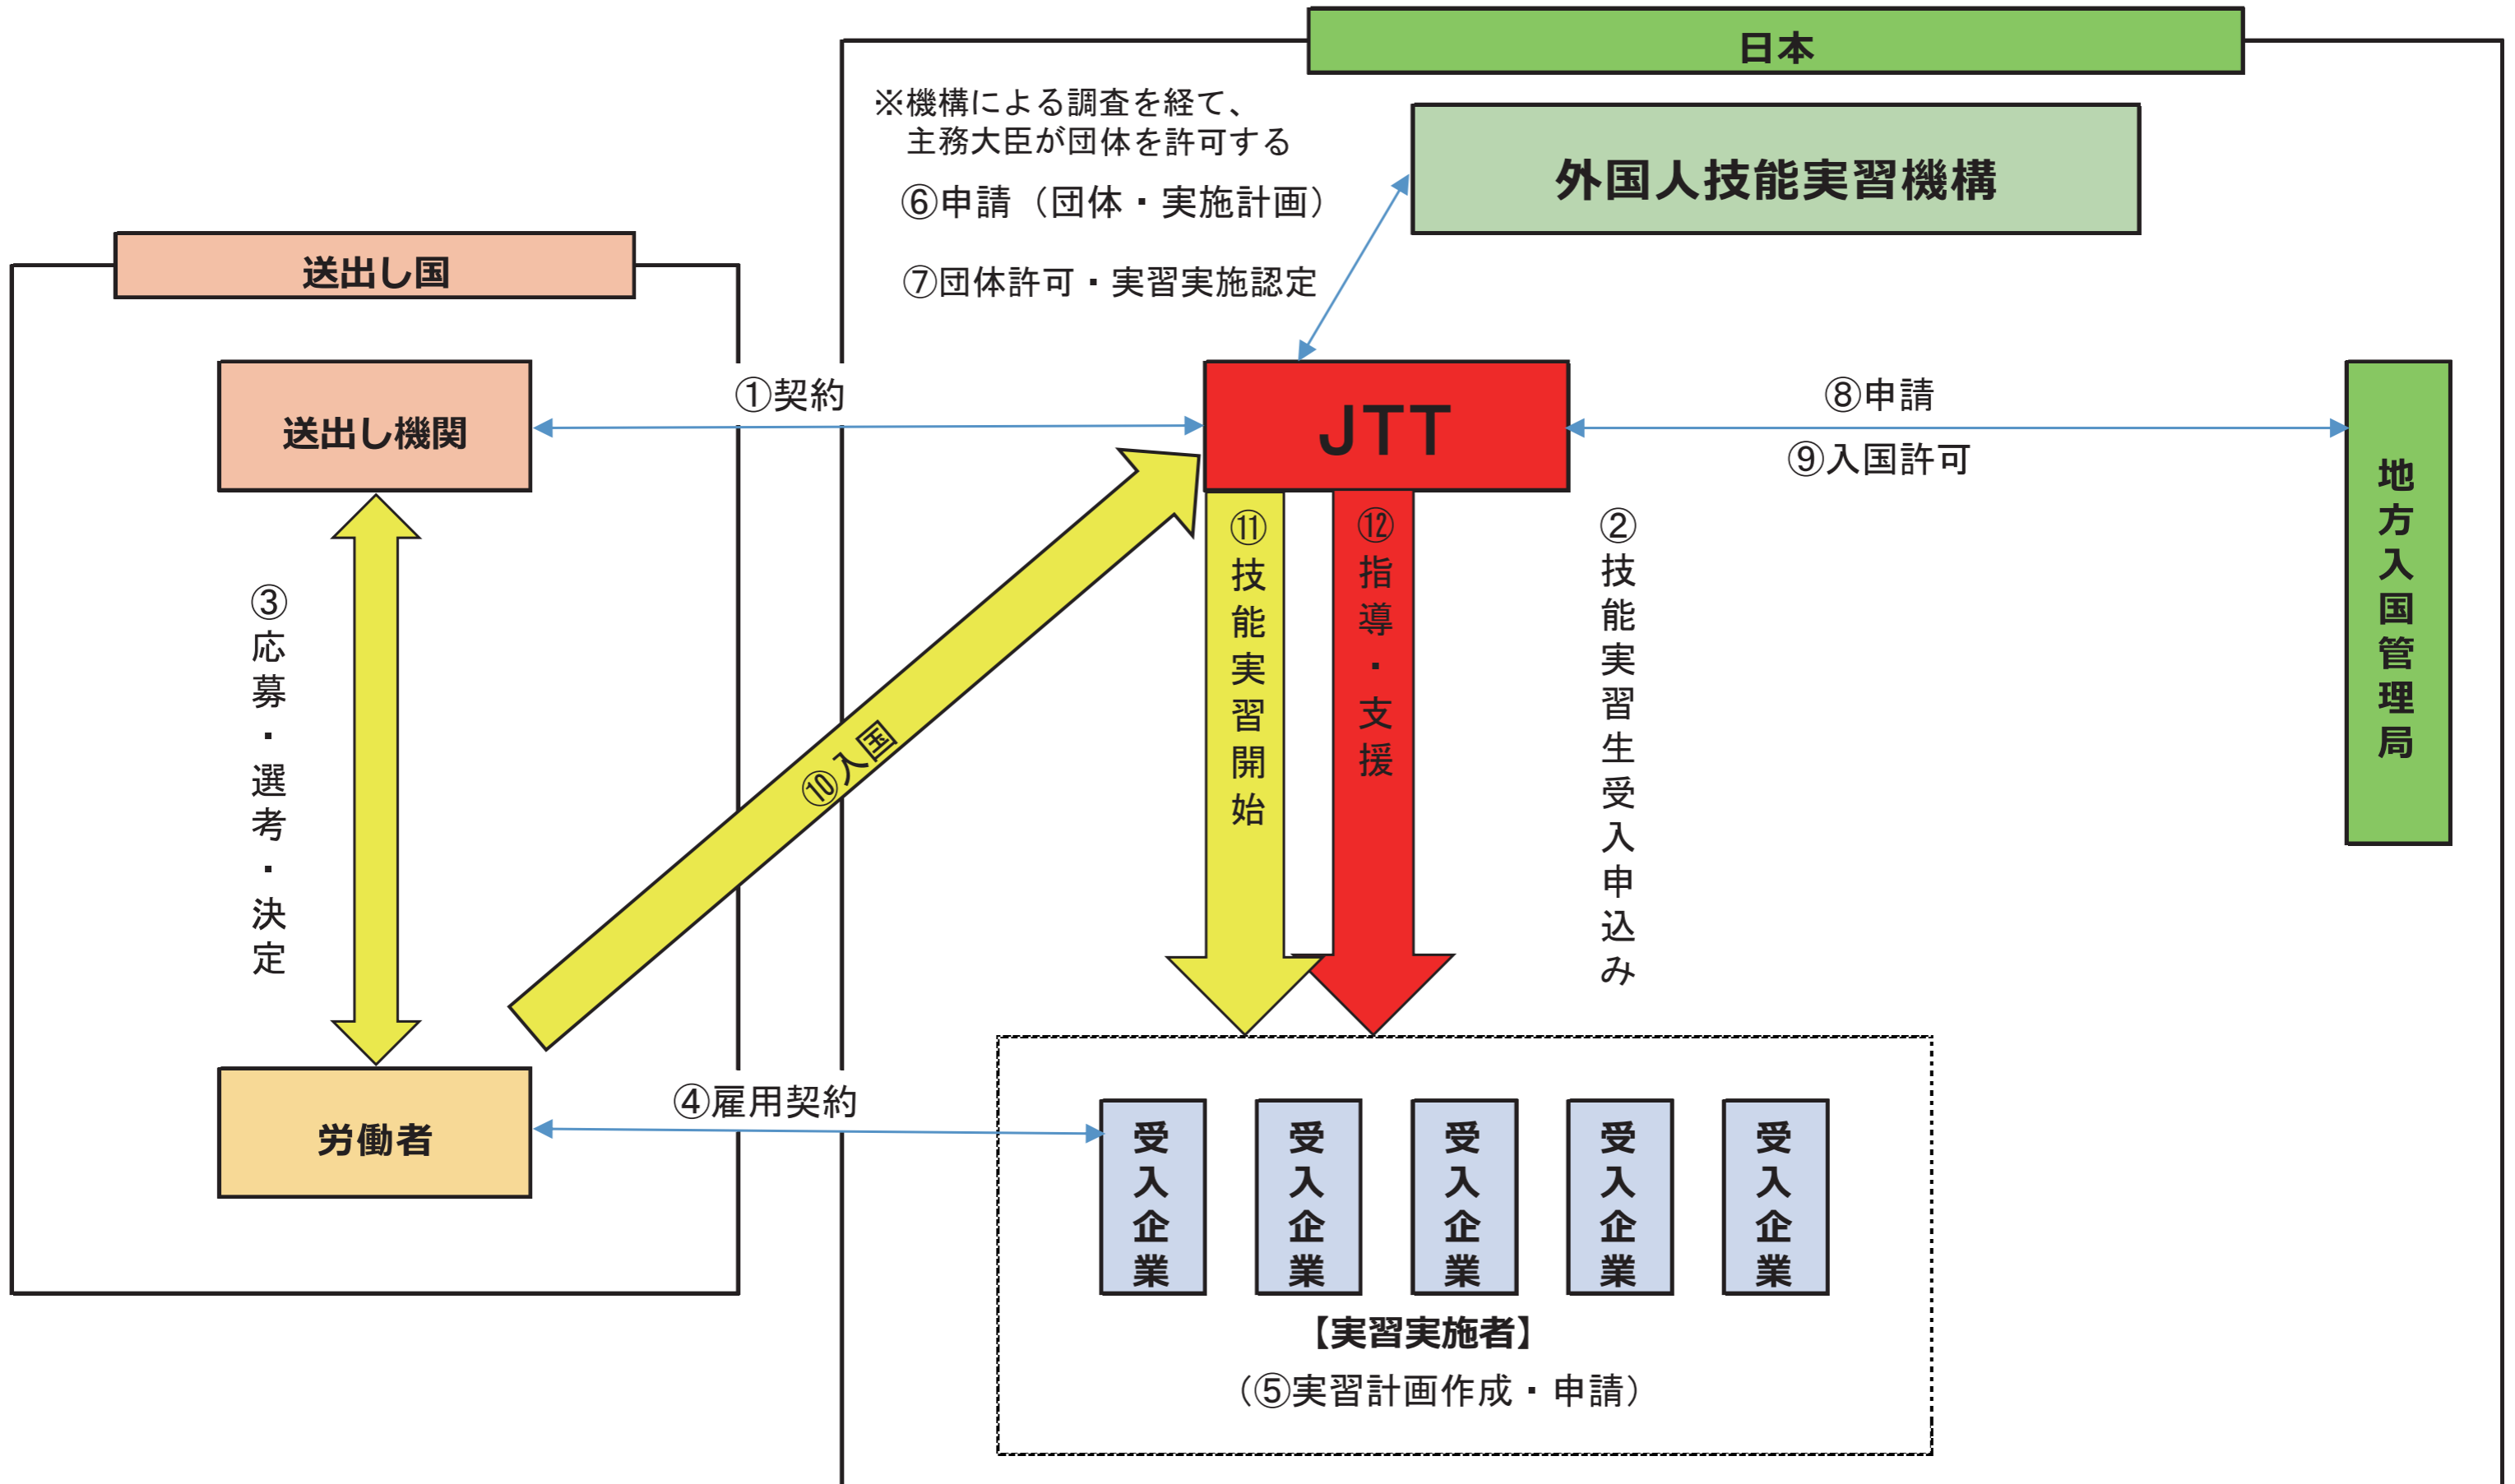 日本
※機構による調査を経て、
主務大臣が団体を許可する
外国人技能実習機構
⑥申請（団体・実施計画）
送出し国
⑦団体許可・実習実施認定
送出し機関
①契約
JTT
⑧申請
⑨入国許可
地方入国管理局
③応募・選考・決定
⑩入国
⑪技能実習開始
⑫指導・支援
②技能実習生受入申込み
労働者
④雇用契約
受入企業
受入企業
受入企業
受入企業
受入企業
【実習実施者】
（⑤実習計画作成・申請）